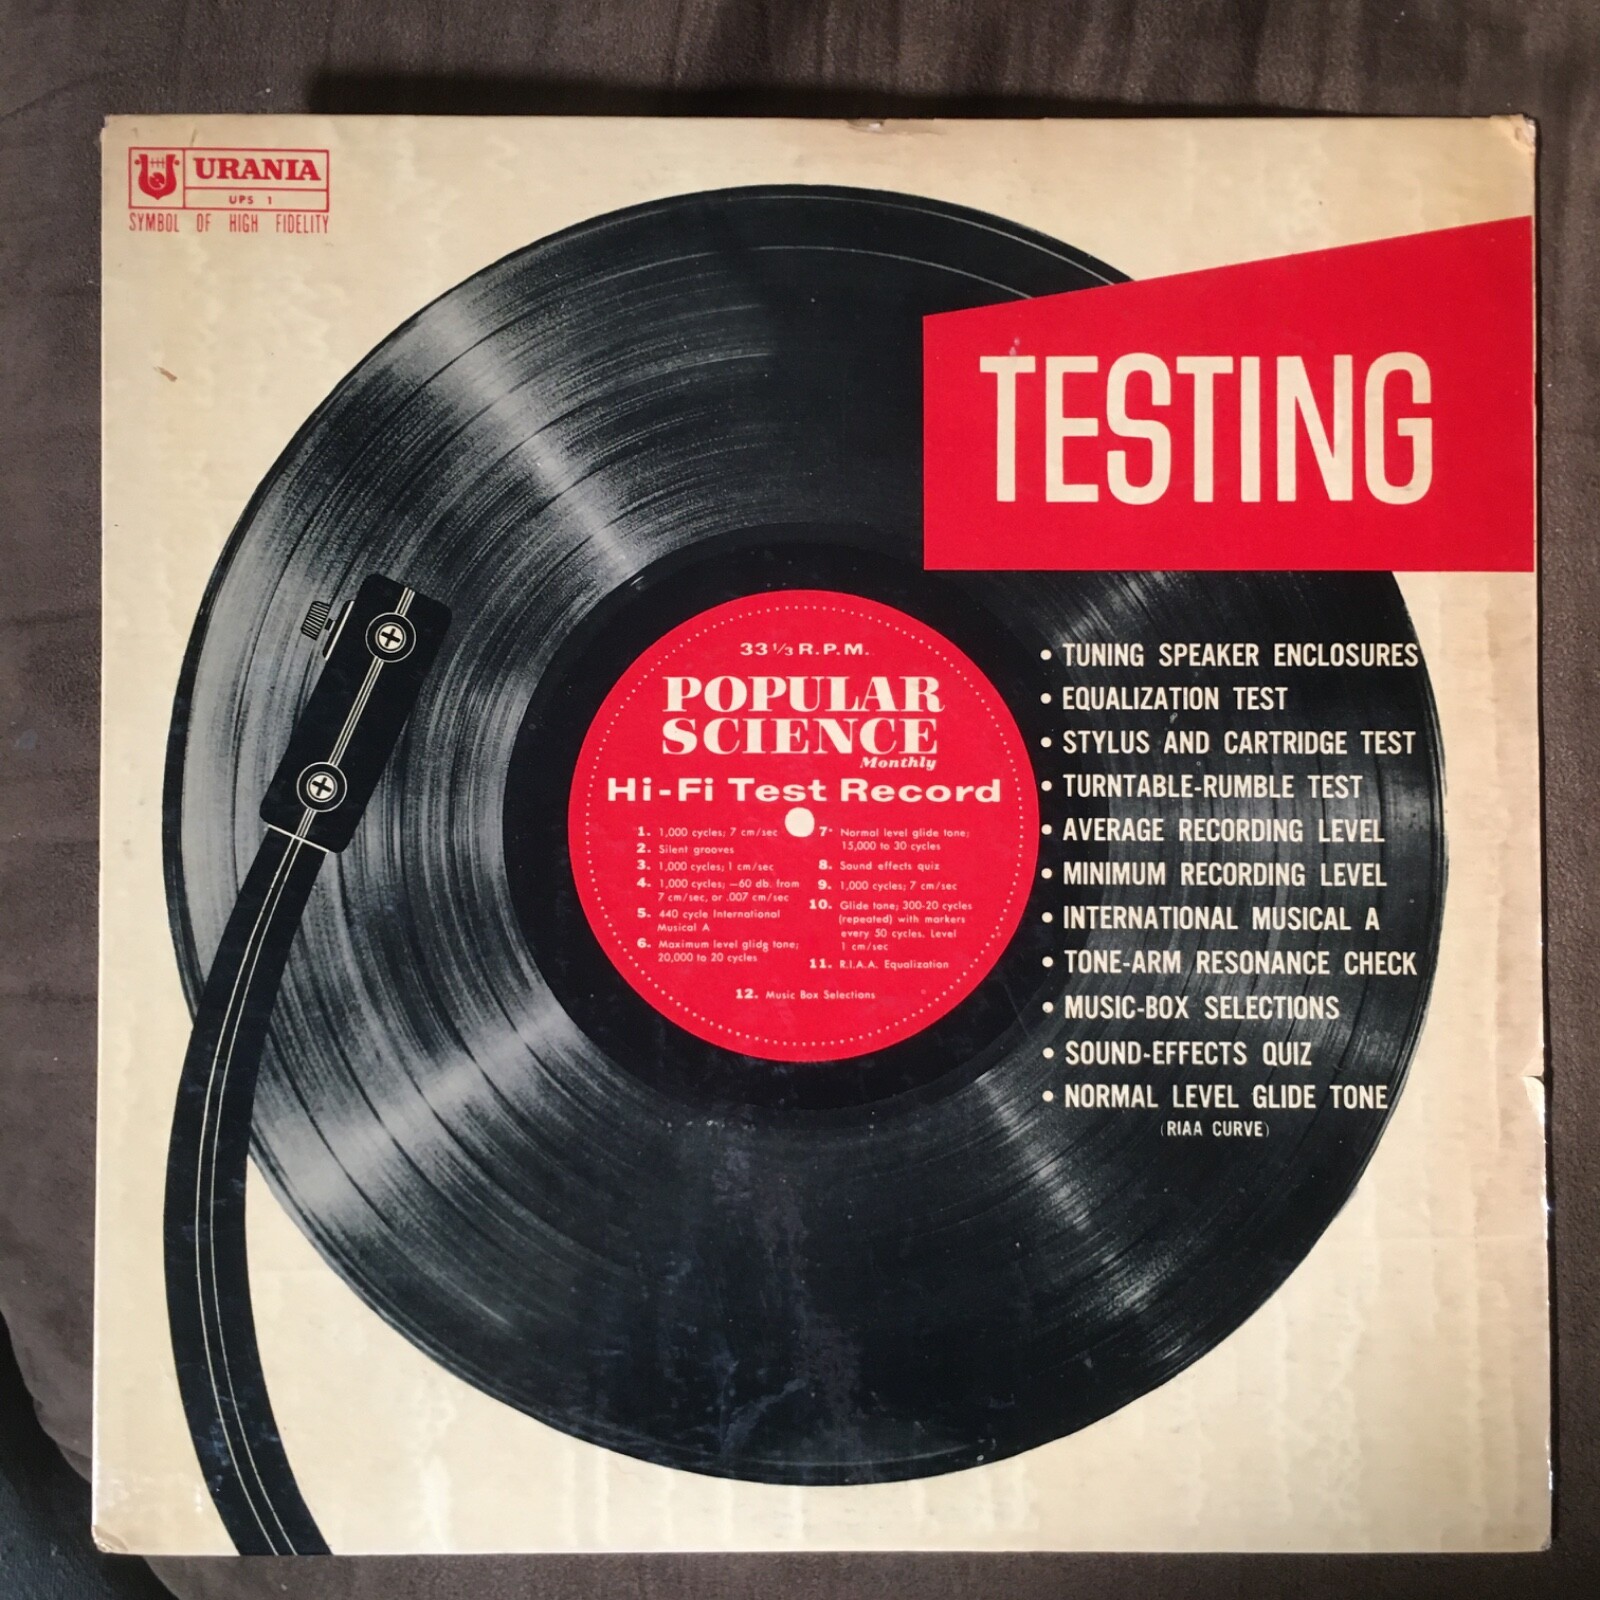 URANIA
UPS 1
SYMBOL OF HIGH FIDELITY
TESTING
• TUNING SPEAKER ENCLOSURES
• EQUALIZATION TEST
• STYLUS AND CARTRIDGE TEST
• TURNTABLE-RUMBLE TEST
• AVERAGE RECORDING LEVEL
• MINIMUM RECORDING LEVEL
• INTERNATIONAL MUSICAL A
• TONE-ARM RESONANCE CHECK
• MUSIC-BOX SELECTIONS
• SOUND-EFFECTS QUIZ
• NORMAL LEVEL GLIDE TONE
(RIAA CURVE)
33 1/3 R.P.M.
POPULAR
SCIENCE
Monthly
Hi-Fi Test Record
1. 1,000 cycles; 7 cm/sec
2. Silent grooves
3. 1,000 cycles; 1 cm/sec
4. 1,000 cycles; —60 db. from
7 cm/sec, or .007 cm/sec
5. 440 cycle International
Musical A
6. Maximum level glide tone;
20,000 to 20 cycles
7. Normal level glide tone;
15,000 to 30 cycles
8. Sound effects quiz
9. 1,000 cycles; 7 cm/sec
10. Glide tone; 300-20 cycles
(repeated) with markers
every 50 cycles. Level
1 cm/sec
11. R.I.A.A. Equalization
12. Music Box Selections